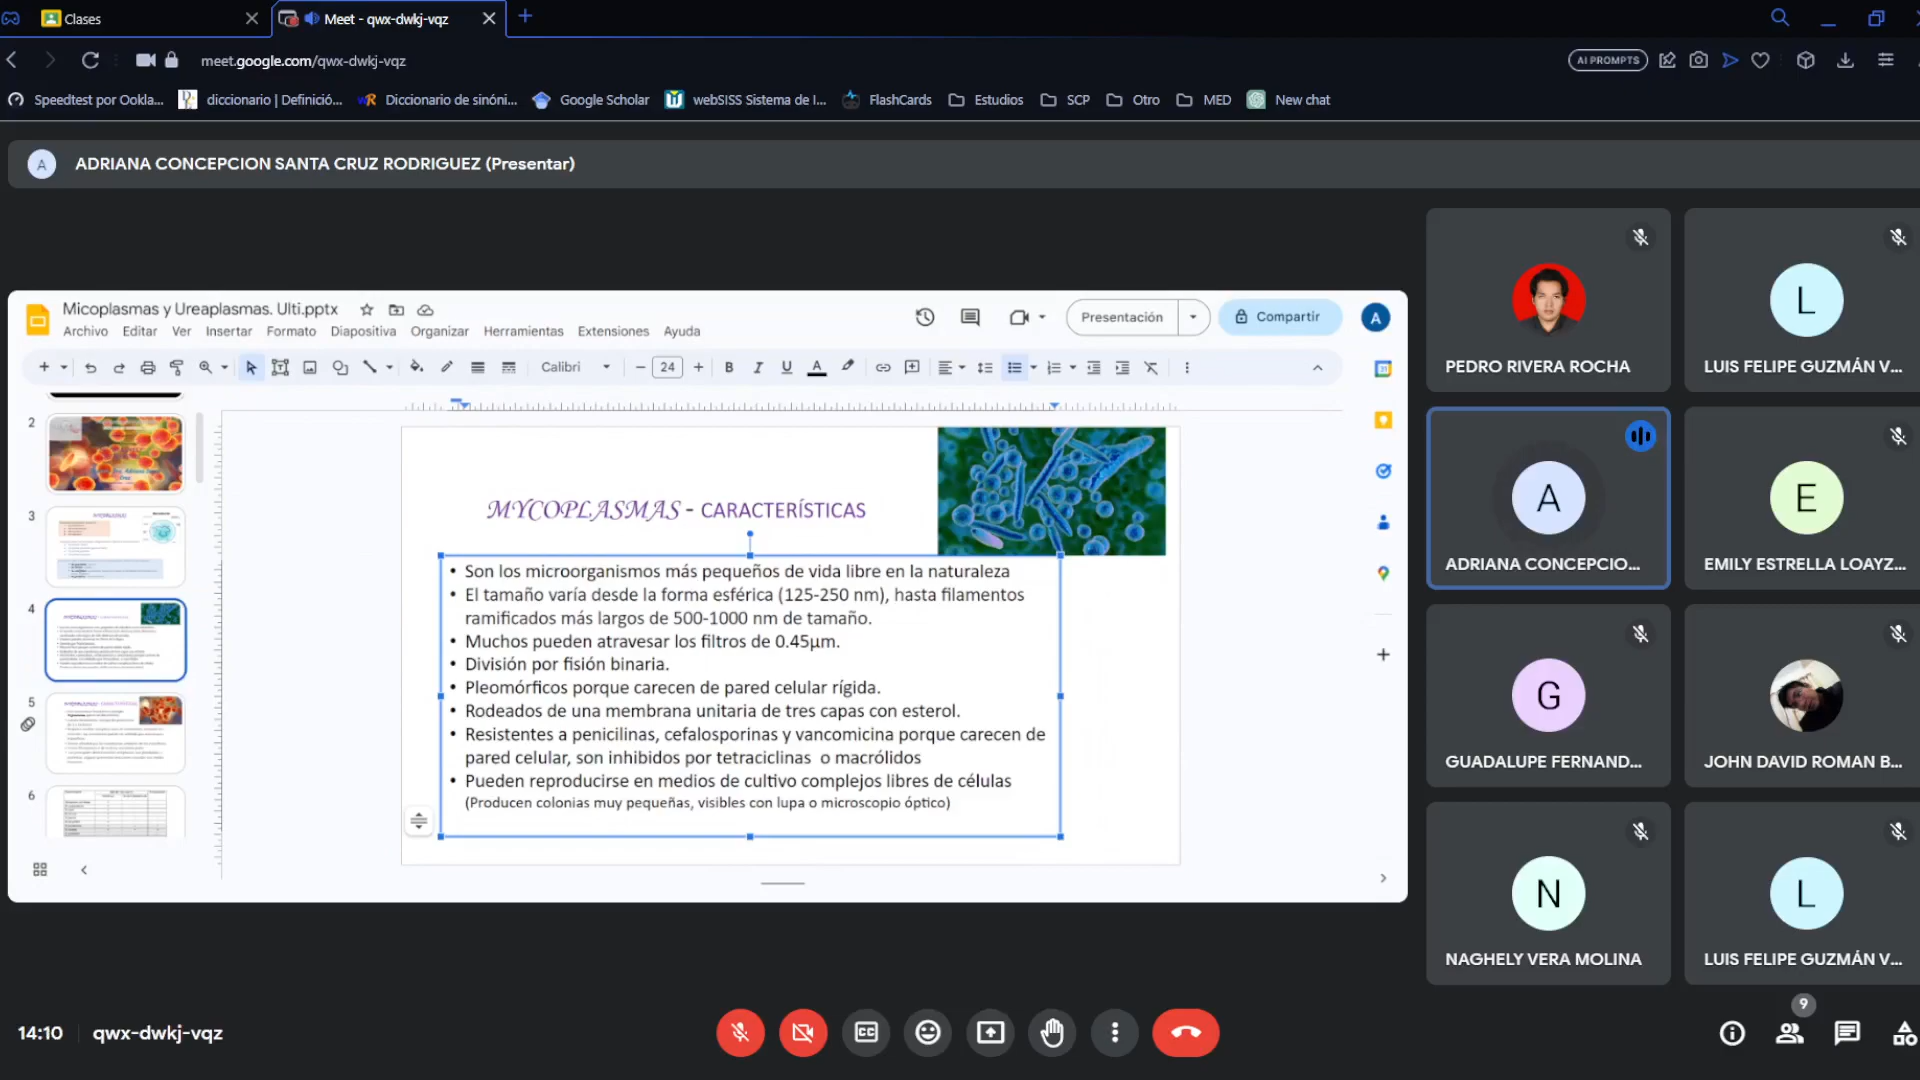 Clases
Meet - qwx-dwkj-vqz
meet.google.com/qwx-dwkj-vqz
AI PROMPTS
Speedtest por Ookla...
diccionario | Definició...
Diccionario de sinóni...
Google Scholar
webSISS Sistema de I...
FlashCards
Estudios
SCP
Otro
MED
New chat
A
ADRIANA CONCEPCION SANTA CRUZ RODRIGUEZ (Presentar)
Micoplasmas y Ureaplasmas. Ulti.pptx
Archivo Editar Ver Insertar Formato Diapositiva Organizar Herramientas Extensiones Ayuda
Presentación
Compartir
A
Calibri
24
B I U A
2
3
4
5
6
MYCOPLASMAS - CARACTERÍSTICAS
• Son los microorganismos más pequeños de vida libre en la naturaleza
• El tamaño varía desde la forma esférica (125-250 nm), hasta filamentos
ramificados más largos de 500-1000 nm de tamaño.
• Muchos pueden atravesar los filtros de 0.45µm.
• División por fisión binaria.
• Pleomórficos porque carecen de pared celular rígida.
• Rodeados de una membrana unitaria de tres capas con esterol.
• Resistentes a penicilinas, cefalosporinas y vancomicina porque carecen de
pared celular, son inhibidos por tetraciclinas o macrólidos
• Pueden reproducirse en medios de cultivo complejos libres de células
(Producen colonias muy pequeñas, visibles con lupa o microscopio óptico)
PEDRO RIVERA ROCHA
L
LUIS FELIPE GUZMÁN V...
A
ADRIANA CONCEPCIO...
E
EMILY ESTRELLA LOAYZ...
G
GUADALUPE FERNAND...
JOHN DAVID ROMAN B...
N
NAGHELY VERA MOLINA
L
LUIS FELIPE GUZMÁN V...
14:10
qwx-dwkj-vqz
9